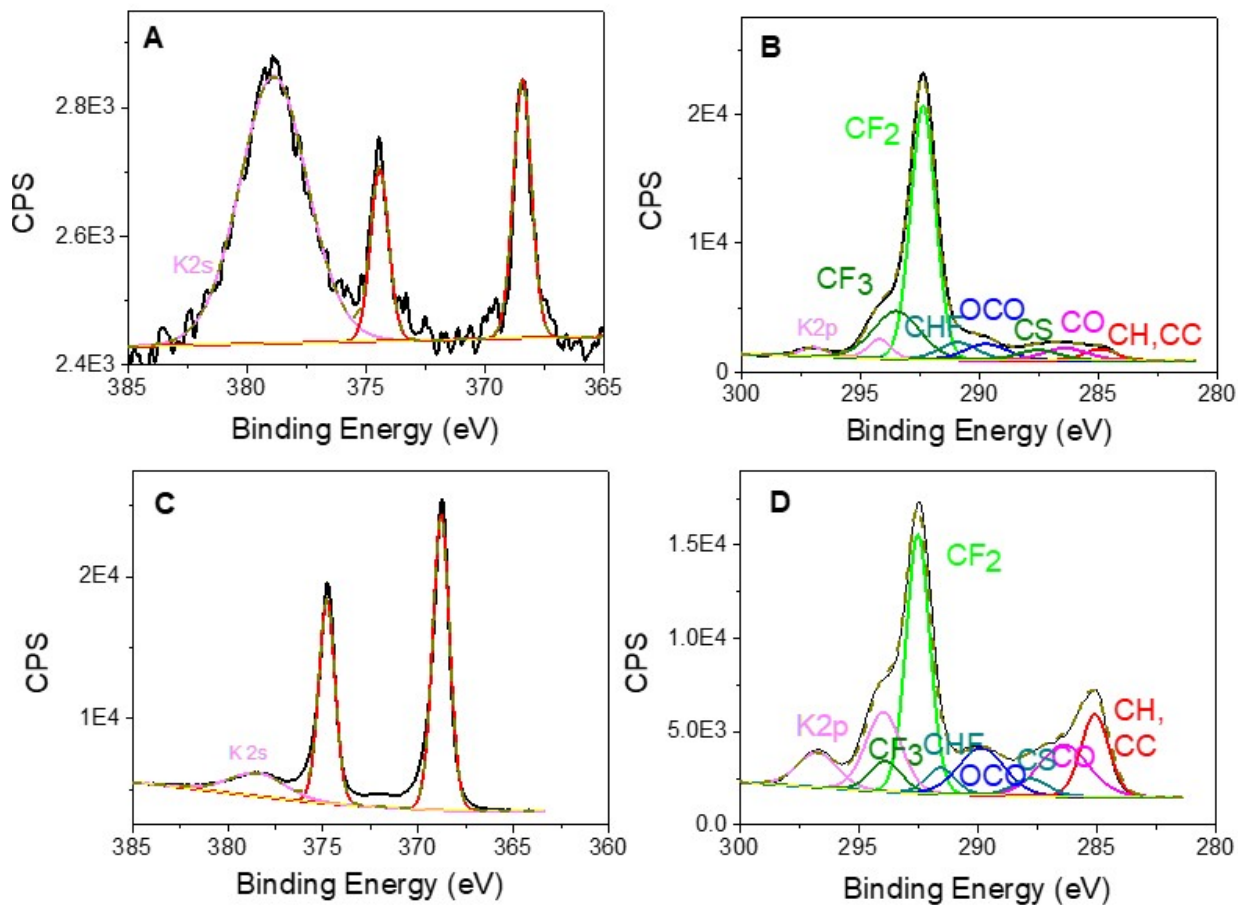 A
CPS
2.8E3
2.6E3
2.4E3
K2s
385 380 375 370 365
Binding Energy (eV)
B
CPS
2E4
1E4
0
CF2
CF3
K2p
CHF
OCO
CS
CO
CH,CC
300 295 290 285 280
Binding Energy (eV)
C
CPS
2E4
1E4
K 2s
385 380 375 370 365 360
Binding Energy (eV)
D
CPS
1.5E4
1.0E4
5.0E3
0.0
CF2
K2p
CF3
CHF
OCO
CS
CO
CH,
CC
300 295 290 285 280
Binding Energy (eV)